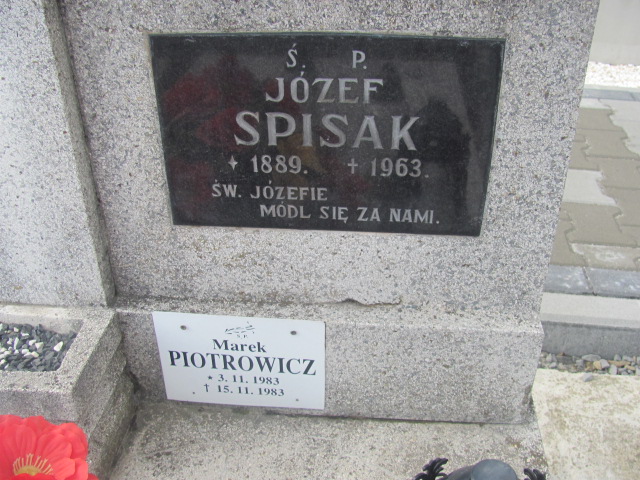 Ś. P.
JÓZEF
SPISAK
✦ 1889. ✝ 1963.
ŚW. JÓZEFIE
MÓDL SIĘ ZA NAMI.
Ś.P.
Marek
PIOTROWICZ
* 3. 11. 1983
† 15. 11. 1983